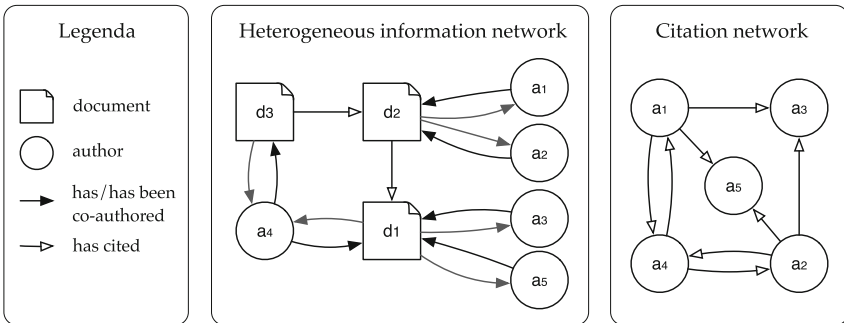 Legenda
document
author
has/has been
co-authored
has cited
Heterogeneous information network
d3
d2
a1
a2
a4
d1
a3
a5
Citation network
a1
a3
a5
a4
a2